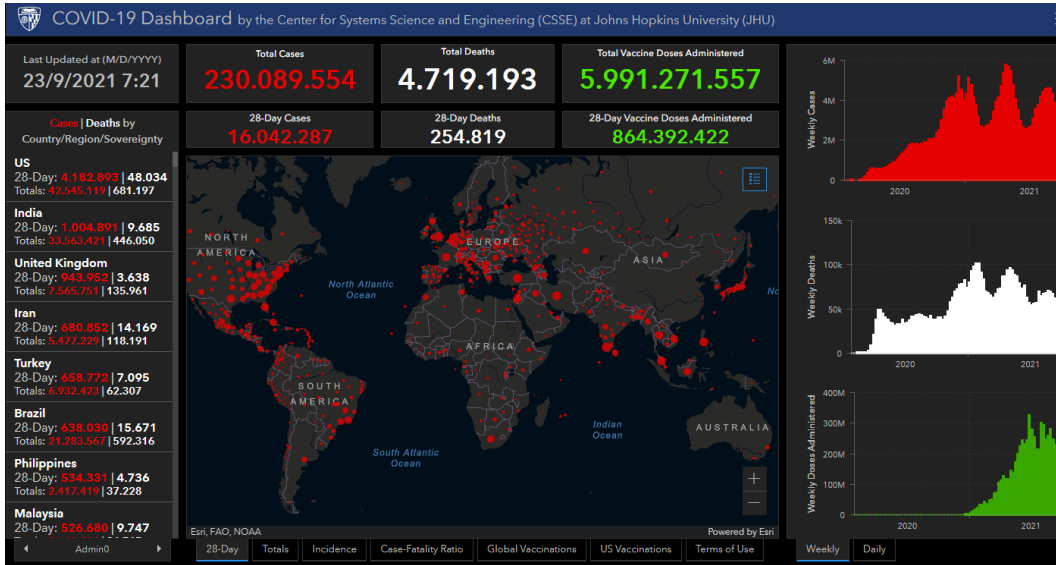 COVID-19 Dashboard by the Center for Systems Science and Engineering (CSSE) at Johns Hopkins University (JHU)
Last Updated at (M/D/YYYY)
23/9/2021 7:21
Cases | Deaths by
Country/Region/Sovereignty
US
28-Day: 4.182.893 | 48.034
Totals: 42.545.119 | 681.197
India
28-Day: 1.004.891 | 9.685
Totals: 33.563.421 | 446.050
United Kingdom
28-Day: 943.952 | 3.638
Totals: 7.565.751 | 135.961
Iran
28-Day: 680.852 | 14.169
Totals: 5.477.229 | 118.191
Turkey
28-Day: 658.772 | 7.095
Totals: 6.932.423 | 62.307
Brazil
28-Day: 638.030 | 15.671
Totals: 21.283.567 | 592.316
Philippines
28-Day: 534.331 | 4.736
Totals: 2.417.419 | 37.228
Malaysia
28-Day: 526.680 | 9.747
Admin0
Total Cases
230.089.554
Total Deaths
4.719.193
Total Vaccine Doses Administered
5.991.271.557
28-Day Cases
16.042.287
28-Day Deaths
254.819
28-Day Vaccine Doses Administered
864.392.422
NORTH
AMERICA
EUROPE
ASIA
North Atlantic
Ocean
AFRICA
SOUTH
AMERICA
Indian
Ocean
AUSTRALIA
South Atlantic
Ocean
Esri, FAO, NOAA
Powered by Esri
28-Day
Totals
Incidence
Case-Fatality Ratio
Global Vaccinations
US Vaccinations
Terms of Use
Weekly Cases
6M
4M
2M
0
2020
2021
Weekly Deaths
150k
100k
50k
0
2020
2021
Weekly Doses Administered
400M
300M
200M
100M
0
2020
2021
Weekly
Daily